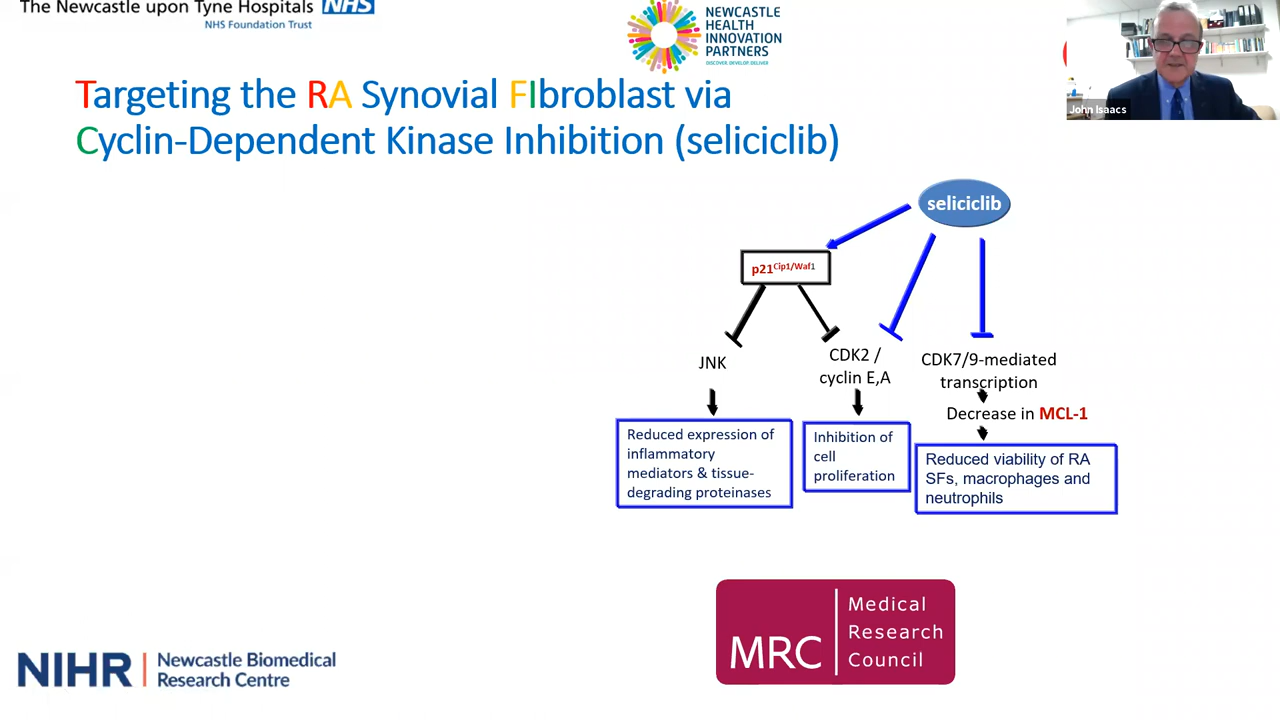 The Newcastle upon Tyne Hospitals NHS
NHS Foundation Trust
NEWCASTLE
HEALTH
INNOVATION
PARTNERS
DISCOVER. DEVELOP. DELIVER.
John Isaacs
Targeting the RA Synovial FIbroblast via
Cyclin-Dependent Kinase Inhibition (seliciclib)
seliciclib
p21Cip1/Waf1
JNK
CDK2 /
cyclin E,A
CDK7/9-mediated
transcription
Decrease in MCL-1
Reduced expression of
inflammatory
mediators & tissue-
degrading proteinases
Inhibition of
cell
proliferation
Reduced viability of RA
SFs, macrophages and
neutrophils
MRC
Medical
Research
Council
NIHR
Newcastle Biomedical
Research Centre